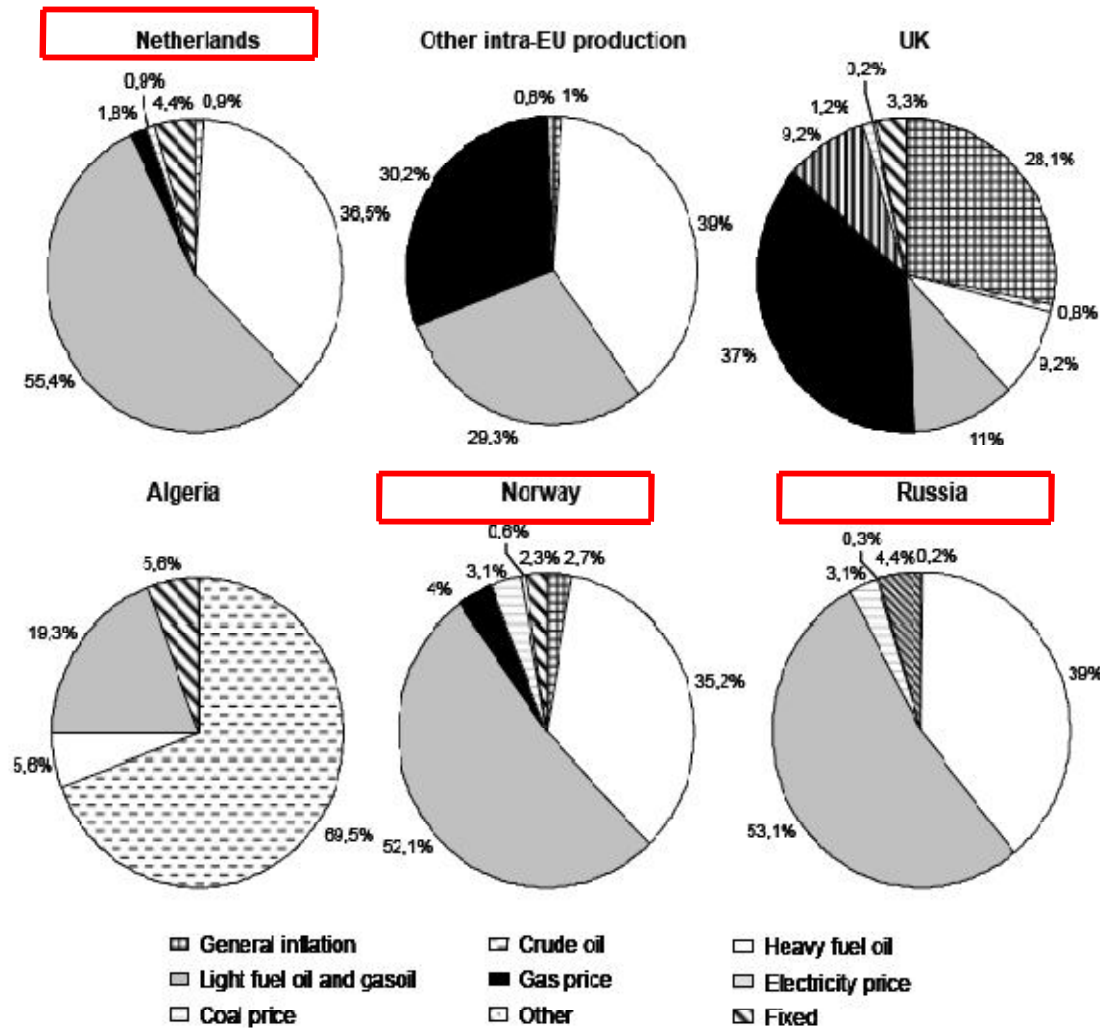 Netherlands
0,9%
1,8%
4,4%
0,9%
36,5%
55,4%
Other intra-EU production
0,6%
1%
30,2%
39%
29,3%
UK
0,2%
1,2%
3,3%
9,2%
28,1%
0,8%
37%
9,2%
11%
Algeria
5,6%
19,3%
5,6%
69,5%
Norway
0,6%
2,3%
2,7%
3,1%
4%
35,2%
52,1%
Russia
0,3%
4,4%
0,2%
3,1%
39%
53,1%
General inflation
Crude oil
Heavy fuel oil
Light fuel oil and gasoil
Gas price
Electricity price
Coal price
Other
Fixed